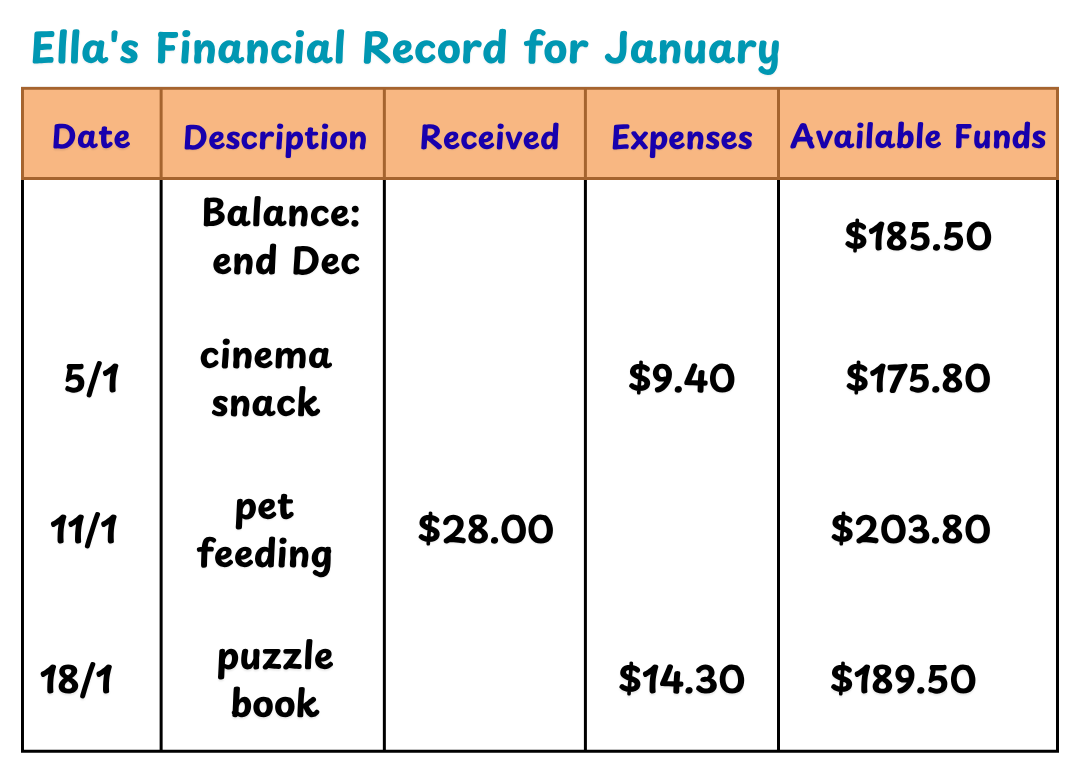 Ella's Financial Record for January
Date Description Received Expenses Available Funds
Balance:
end Dec
$185.50
5/1
cinema
snack
$9.40
$175.80
11/1
pet
feeding
$28.00
$203.80
18/1
puzzle
book
$14.30
$189.50